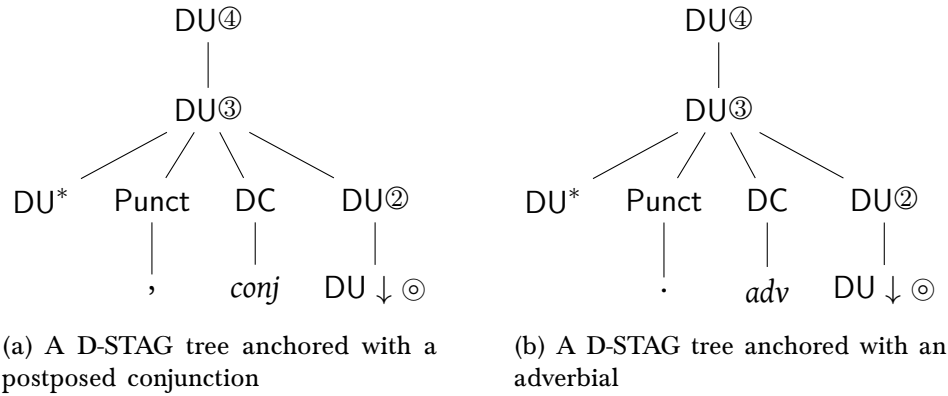 DU④ DU④
DU③ DU③
DU* Punct DC DU② DU* Punct DC DU②
, conj DU ↓ ⊚ . adv DU ↓ ⊚
(a) A D-STAG tree anchored with a
postposed conjunction
(b) A D-STAG tree anchored with an
adverbial